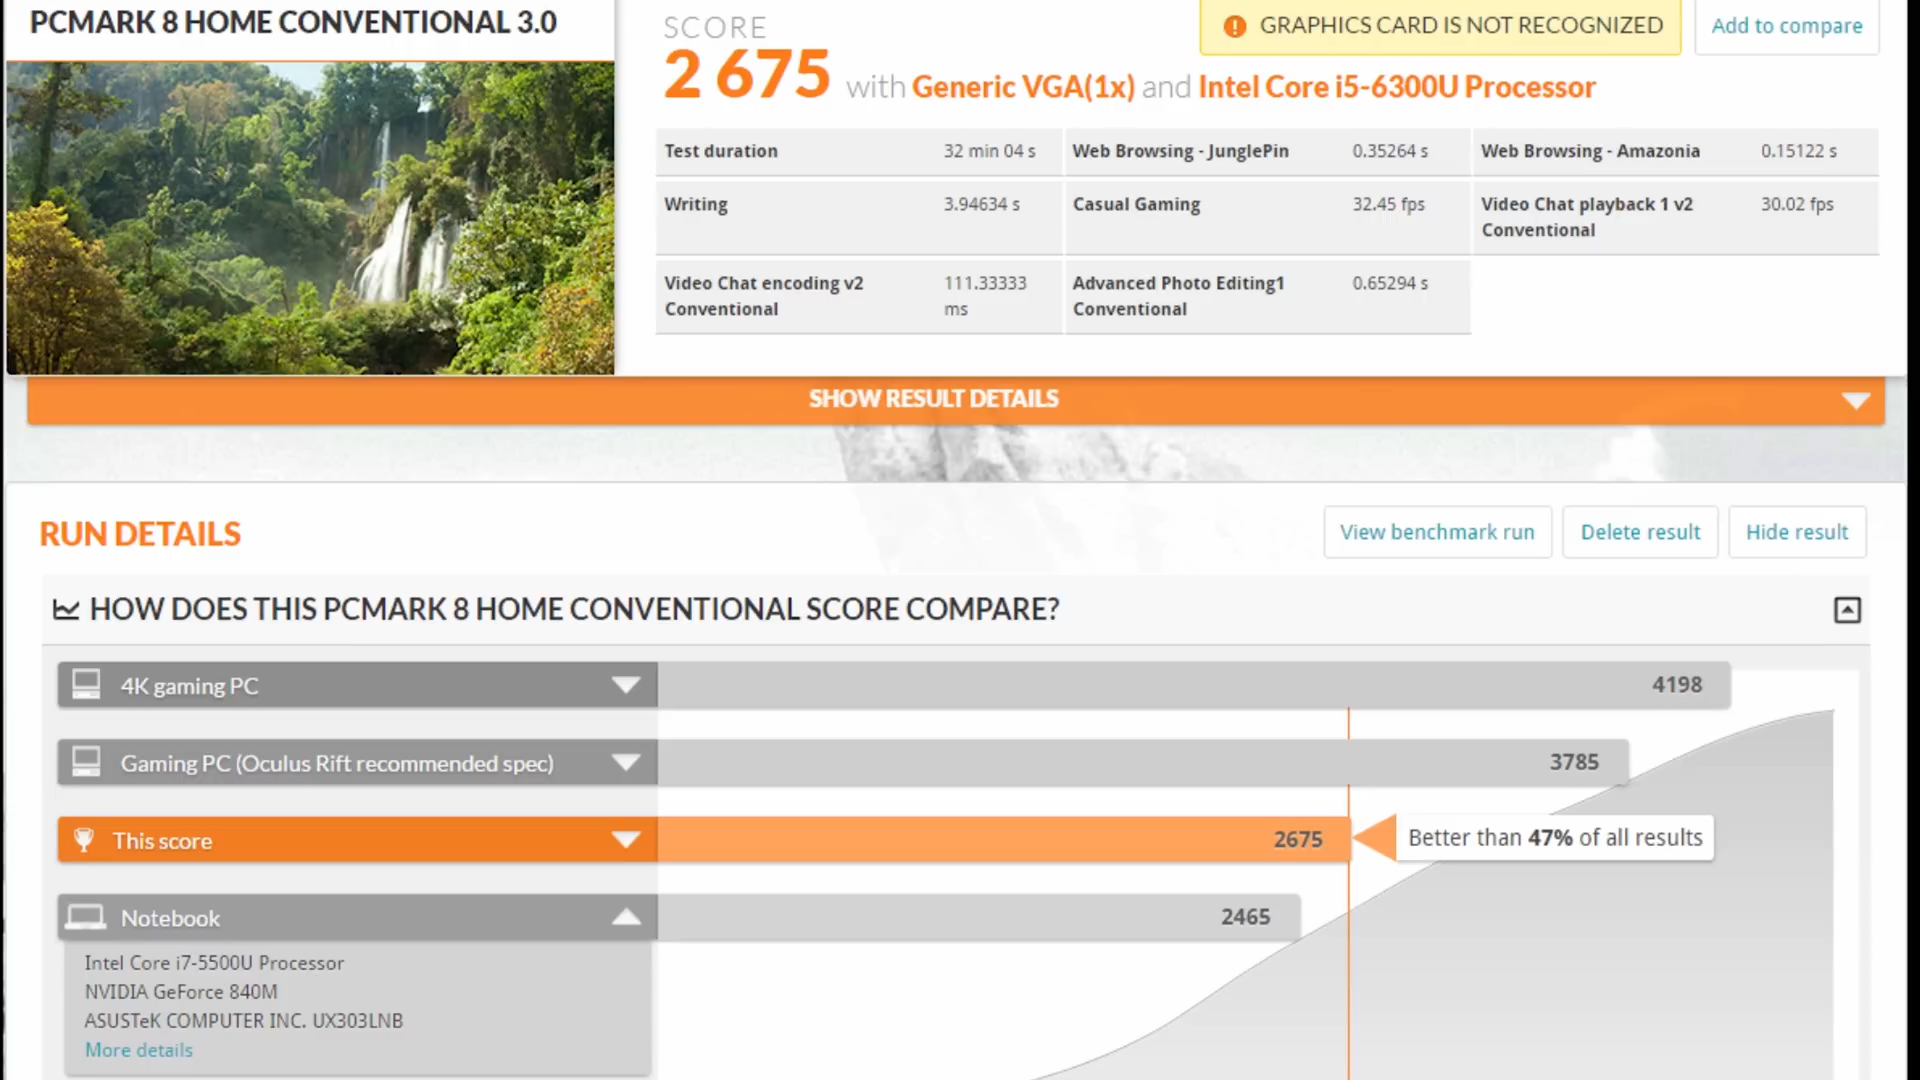 PCMARK 8 HOME CONVENTIONAL 3.0
SCORE
2 675 with Generic VGA(1x) and Intel Core i5-6300U Processor
GRAPHICS CARD IS NOT RECOGNIZED
Add to compare
Test duration 32 min 04 s
Web Browsing - JunglePin 0.35264 s
Web Browsing - Amazonia 0.15122 s
Writing 3.94634 s
Casual Gaming 32.45 fps
Video Chat playback 1 v2 30.02 fps
Conventional
Video Chat encoding v2 111.33333
Conventional ms
Advanced Photo Editing1 0.65294 s
Conventional
SHOW RESULT DETAILS
RUN DETAILS
View benchmark run
Delete result
Hide result
HOW DOES THIS PCMARK 8 HOME CONVENTIONAL SCORE COMPARE?
4K gaming PC 4198
Gaming PC (Oculus Rift recommended spec) 3785
This score 2675
Better than 47% of all results
Notebook 2465
Intel Core i7-5500U Processor
NVIDIA GeForce 840M
ASUSTeK COMPUTER INC. UX303LNB
More details